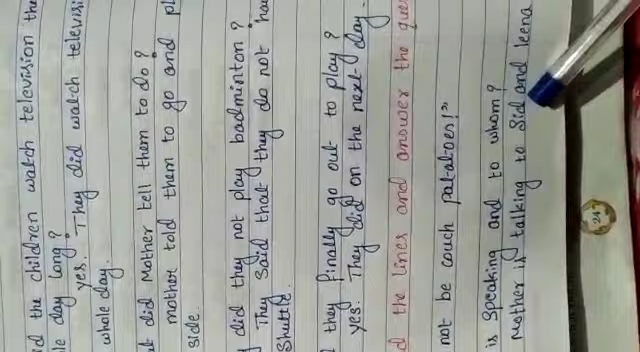 the children watch television the
day long?
yes. They did watch televisi
whole day.
did Mother tell them to do?
mother told them to go and pl
side.
did they not play badminton?
They Said that they do not ha
Shuttle.
they finally go out to play?
yes. They did on the next day.
the lines and answer the ques
not be couch patatoes!"
is Speaking and to whom?
Mother is talking to Sid and leena
24